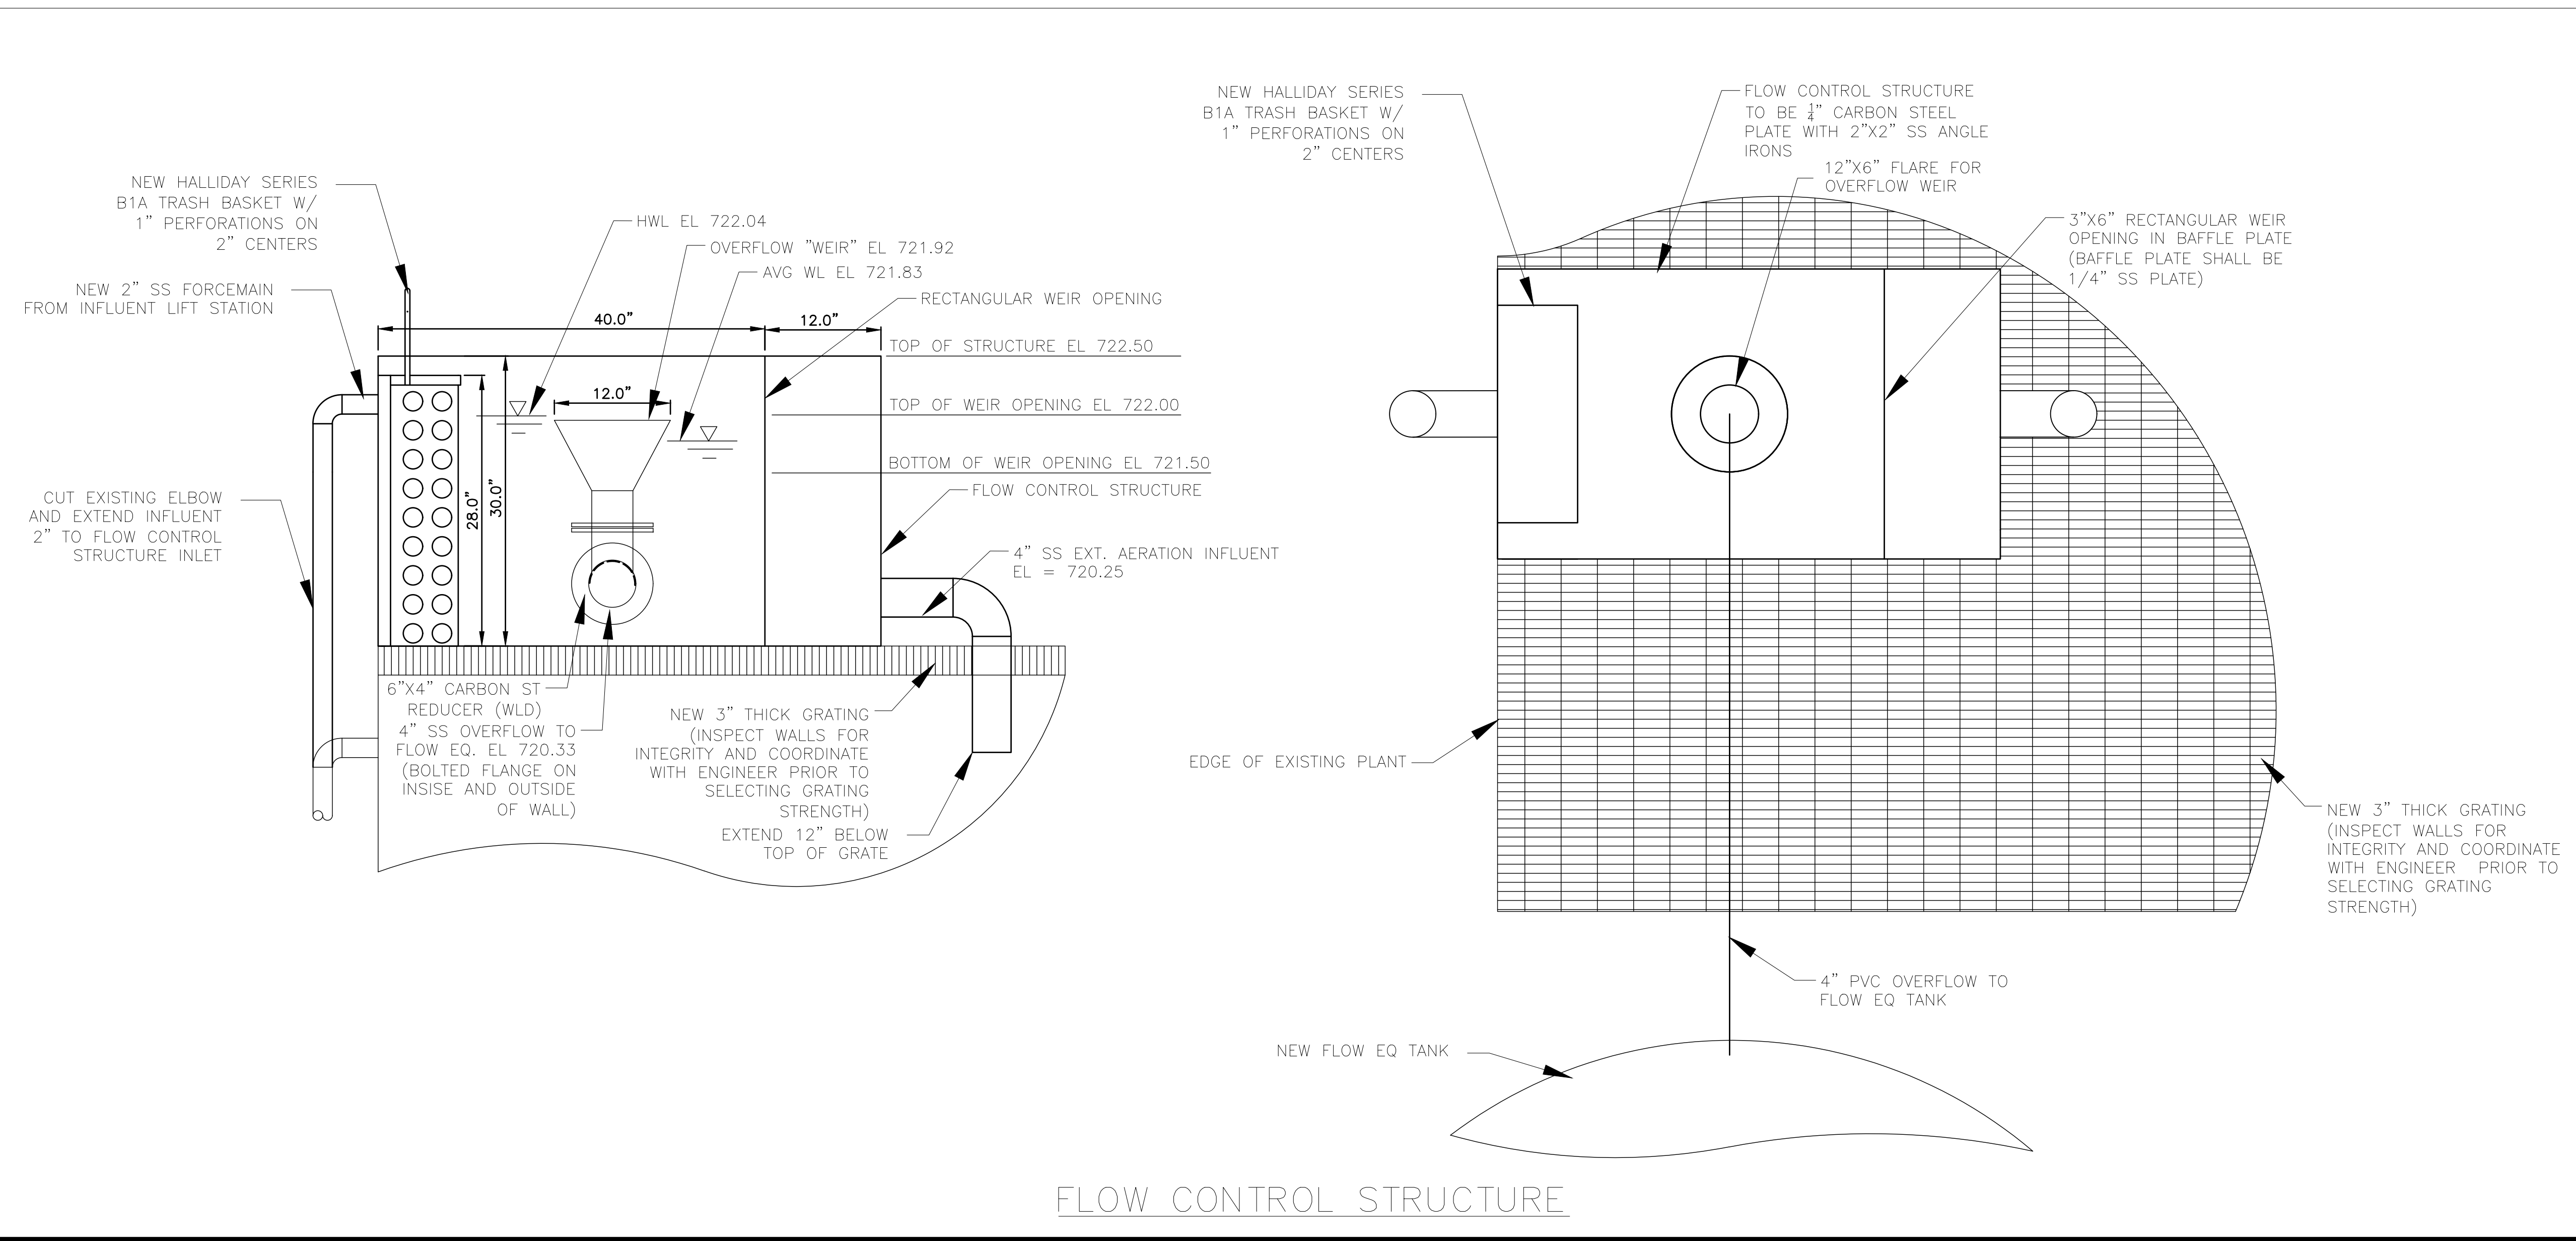 NEW HALLIDAY SERIES
B1A TRASH BASKET W/
1" PERFORATIONS ON
2" CENTERS
NEW 2" SS FORCEMAIN
FROM INFLUENT LIFT STATION
CUT EXISTING ELBOW
AND EXTEND INFLUENT
2" TO FLOW CONTROL
STRUCTURE INLET
HWL EL 722.04
OVERFLOW "WEIR" EL 721.92
AVG WL EL 721.83
RECTANGULAR WEIR OPENING
40.0"
12.0"
TOP OF STRUCTURE EL 722.50
12.0"
TOP OF WEIR OPENING EL 722.00
BOTTOM OF WEIR OPENING EL 721.50
28.0"
30.0"
FLOW CONTROL STRUCTURE
4" SS EXT. AERATION INFLUENT
EL = 720.25
6"X4" CARBON ST
REDUCER (WLD)
4" SS OVERFLOW TO
FLOW EQ. EL 720.33
(BOLTED FLANGE ON
INSISE AND OUTSIDE
OF WALL)
NEW 3" THICK GRATING
(INSPECT WALLS FOR
INTEGRITY AND COORDINATE
WITH ENGINEER PRIOR TO
SELECTING GRATING
STRENGTH)
EXTEND 12" BELOW
TOP OF GRATE
NEW HALLIDAY SERIES
B1A TRASH BASKET W/
1" PERFORATIONS ON
2" CENTERS
FLOW CONTROL STRUCTURE
TO BE 1/4" CARBON STEEL
PLATE WITH 2"X2" SS ANGLE
IRONS
12"X6" FLARE FOR
OVERFLOW WEIR
3"X6" RECTANGULAR WEIR
OPENING IN BAFFLE PLATE
(BAFFLE PLATE SHALL BE
1/4" SS PLATE)
EDGE OF EXISTING PLANT
NEW 3" THICK GRATING
(INSPECT WALLS FOR
INTEGRITY AND COORDINATE
WITH ENGINEER PRIOR TO
SELECTING GRATING
STRENGTH)
4" PVC OVERFLOW TO
FLOW EQ TANK
NEW FLOW EQ TANK
FLOW CONTROL STRUCTURE